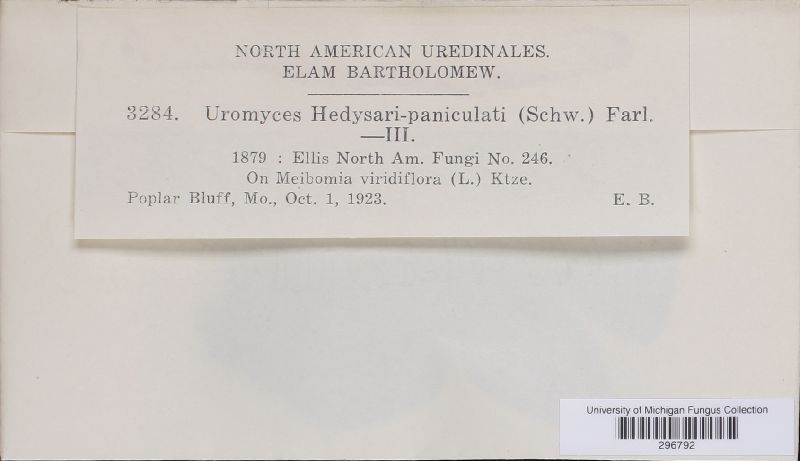 NORTH AMERICAN UREDINALES.
ELAM BARTHOLOMEW.
3284. Uromyces Hedysari-paniculati (Schw.) Farl.
—III.
1879 : Ellis North Am. Fungi No. 246.
On Meibomia viridiflora (L.) Ktze.
Poplar Bluff, Mo., Oct. 1, 1923. E. B.
University of Michigan Fungus Collection
296792